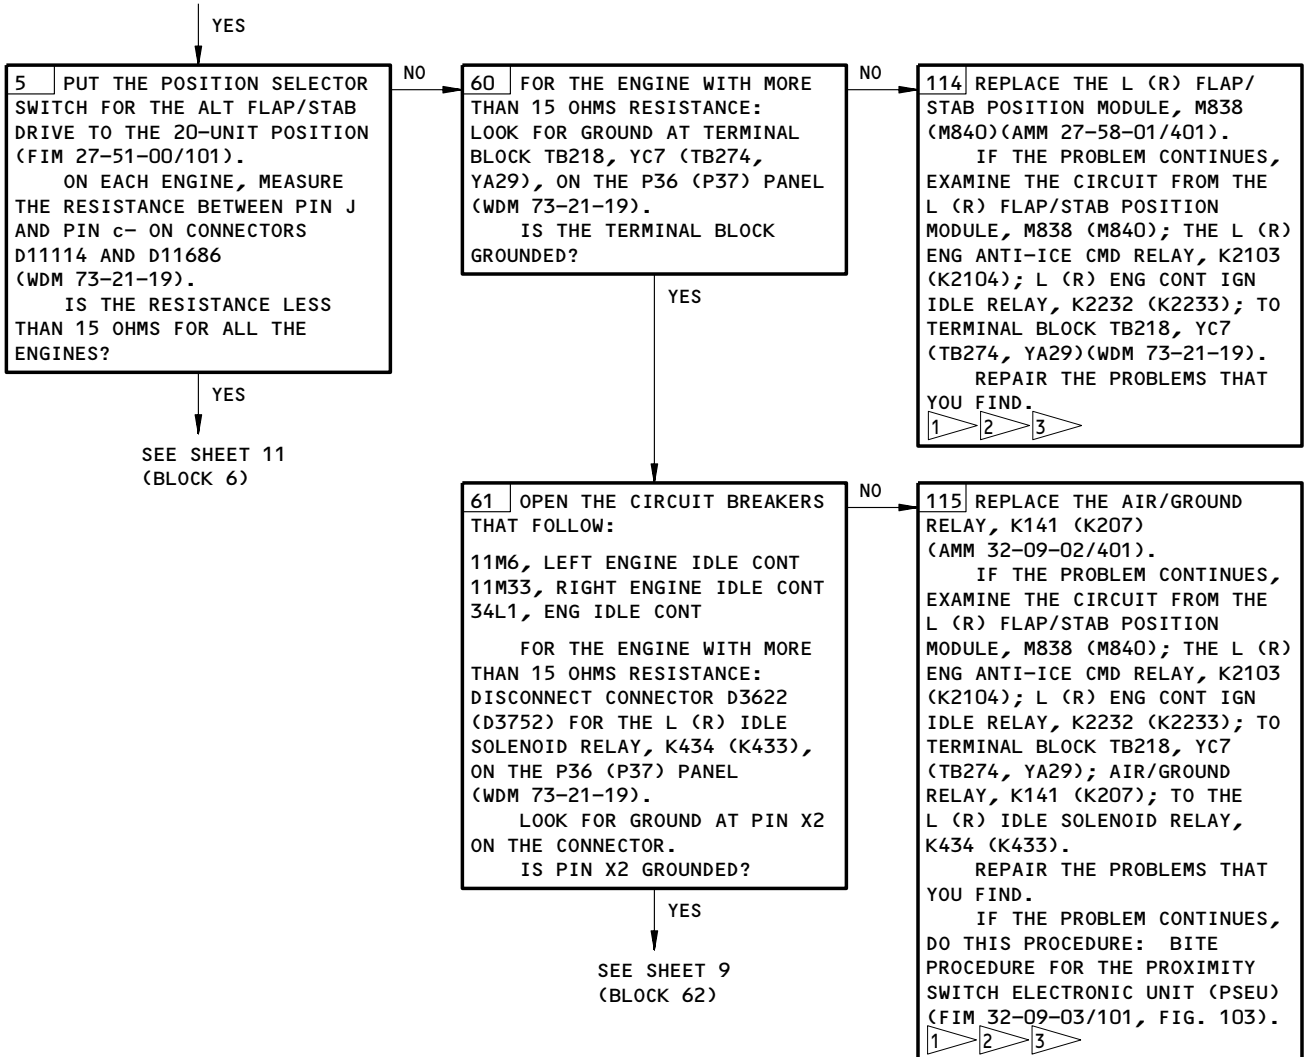 YES
5 PUT THE POSITION SELECTOR
SWITCH FOR THE ALT FLAP/STAB
DRIVE TO THE 20-UNIT POSITION
(FIM 27-51-00/101).
ON EACH ENGINE, MEASURE
THE RESISTANCE BETWEEN PIN J
AND PIN c- ON CONNECTORS
D11114 AND D11686
(WDM 73-21-19).
IS THE RESISTANCE LESS
THAN 15 OHMS FOR ALL THE
ENGINES?
NO
YES
SEE SHEET 11
(BLOCK 6)
60 FOR THE ENGINE WITH MORE
THAN 15 OHMS RESISTANCE:
LOOK FOR GROUND AT TERMINAL
BLOCK TB218, YC7 (TB274,
YA29), ON THE P36 (P37) PANEL
(WDM 73-21-19).
IS THE TERMINAL BLOCK
GROUNDED?
NO
YES
114 REPLACE THE L (R) FLAP/
STAB POSITION MODULE, M838
(M840)(AMM 27-58-01/401).
IF THE PROBLEM CONTINUES,
EXAMINE THE CIRCUIT FROM THE
L (R) FLAP/STAB POSITION
MODULE, M838 (M840); THE L (R)
ENG ANTI-ICE CMD RELAY, K2103
(K2104); L (R) ENG CONT IGN
IDLE RELAY, K2232 (K2233); TO
TERMINAL BLOCK TB218, YC7
(TB274, YA29)(WDM 73-21-19).
REPAIR THE PROBLEMS THAT
YOU FIND.
1 2 3
61 OPEN THE CIRCUIT BREAKERS
THAT FOLLOW:
11M6, LEFT ENGINE IDLE CONT
11M33, RIGHT ENGINE IDLE CONT
34L1, ENG IDLE CONT
FOR THE ENGINE WITH MORE
THAN 15 OHMS RESISTANCE:
DISCONNECT CONNECTOR D3622
(D3752) FOR THE L (R) IDLE
SOLENOID RELAY, K434 (K433),
ON THE P36 (P37) PANEL
(WDM 73-21-19).
LOOK FOR GROUND AT PIN X2
ON THE CONNECTOR.
IS PIN X2 GROUNDED?
NO
YES
SEE SHEET 9
(BLOCK 62)
115 REPLACE THE AIR/GROUND
RELAY, K141 (K207)
(AMM 32-09-02/401).
IF THE PROBLEM CONTINUES,
EXAMINE THE CIRCUIT FROM THE
L (R) FLAP/STAB POSITION
MODULE, M838 (M840); THE L (R)
ENG ANTI-ICE CMD RELAY, K2103
(K2104); L (R) ENG CONT IGN
IDLE RELAY, K2232 (K2233); TO
TERMINAL BLOCK TB218, YC7
(TB274, YA29); AIR/GROUND
RELAY, K141 (K207); TO THE
L (R) IDLE SOLENOID RELAY,
K434 (K433).
REPAIR THE PROBLEMS THAT
YOU FIND.
IF THE PROBLEM CONTINUES,
DO THIS PROCEDURE: BITE
PROCEDURE FOR THE PROXIMITY
SWITCH ELECTRONIC UNIT (PSEU)
(FIM 32-09-03/101, FIG. 103).
1 2 3